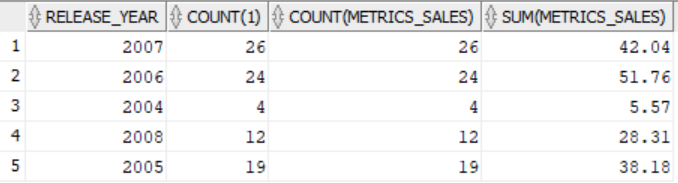 RELEASE_YEAR COUNT(1) COUNT(METRICS_SALES) SUM(METRICS_SALES)
1 2007 26 26 42.04
2 2006 24 24 51.76
3 2004 4 4 5.57
4 2008 12 12 28.31
5 2005 19 19 38.18